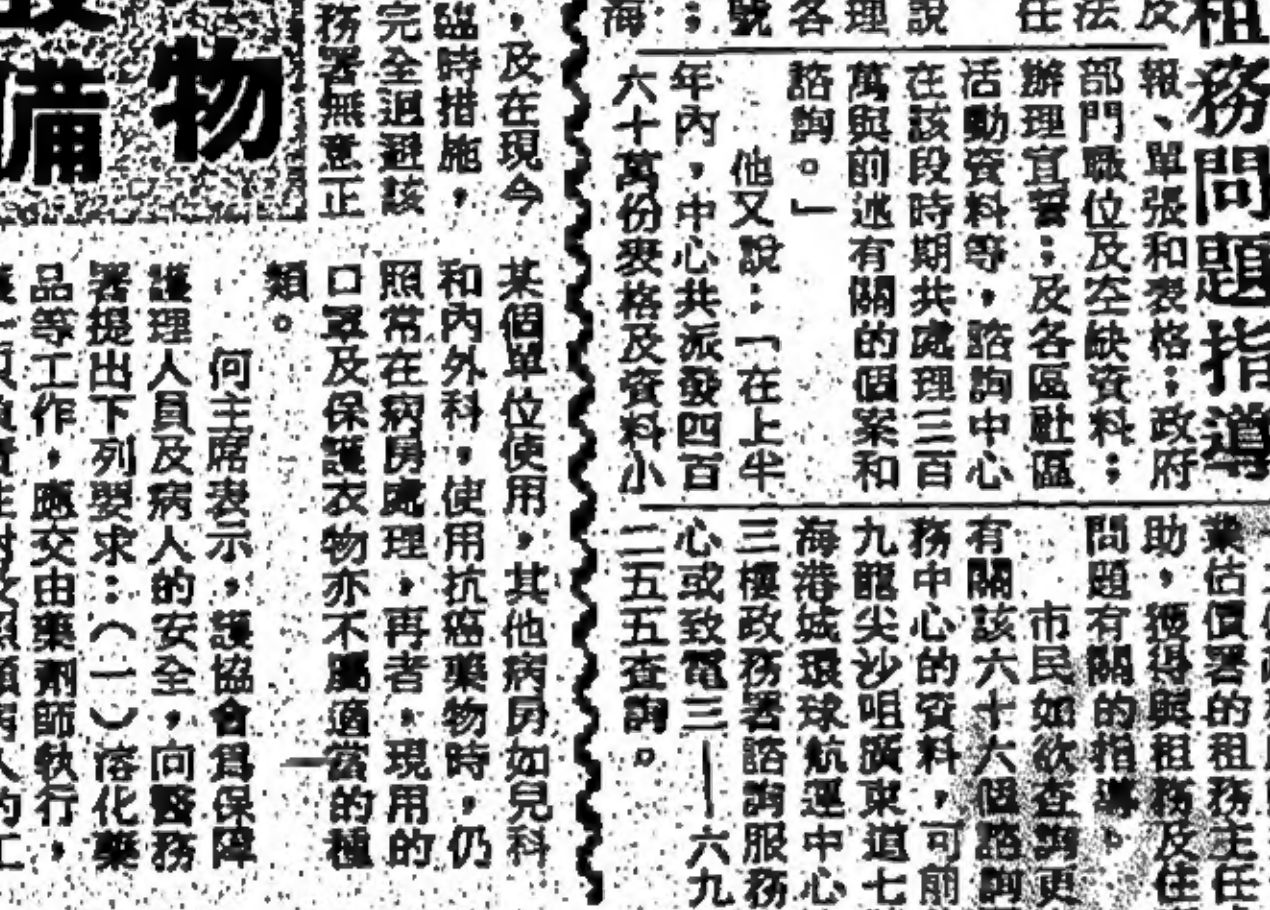 租務問題指導
及
法
任
說
理
各
號
；
海
報、單張和表格；政府
部門職位及空缺資料；
辦理宣誓；及各區社區
活動資料等，諮詢中心
在該段時期共處理三百
萬與前述有關的個案和
諮詢。」
他又說：「在上半
年內，中心共派發四百
六十萬份表格及資料小
業估價署的租務主任
助，獲得與租務及住
問題有關的指導。
市民如欲查詢更
有關該六十六個諮詢
務中心的資料，可前
九龍尖沙咀廣東道七
海港城環球航運中心
三樓政務署諮詢服務
心或致電三——六九
二五五查詢。
物
備
，及在現今
臨時措施，
完全迴避該
務署無意正
某個單位使用，其他病房如兒科
和內外科，使用抗癌藥物時，仍
照常在病房處理，再者，現用的
口罩及保護衣物亦不屬適當的種
類。
何主席表示，護協會爲保障
護理人員及病人的安全，向醫務
署提出下列要求：（一）溶化藥
品等工作，應交由藥劑師執行，